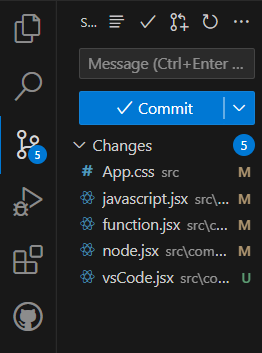 S...
Message (Ctrl+Enter ...
Commit
Changes 5
# App.css src M
javascript.jsx src\... M
function.jsx src\c... M
node.jsx src\com... M
vsCode.jsx src\co... U
5